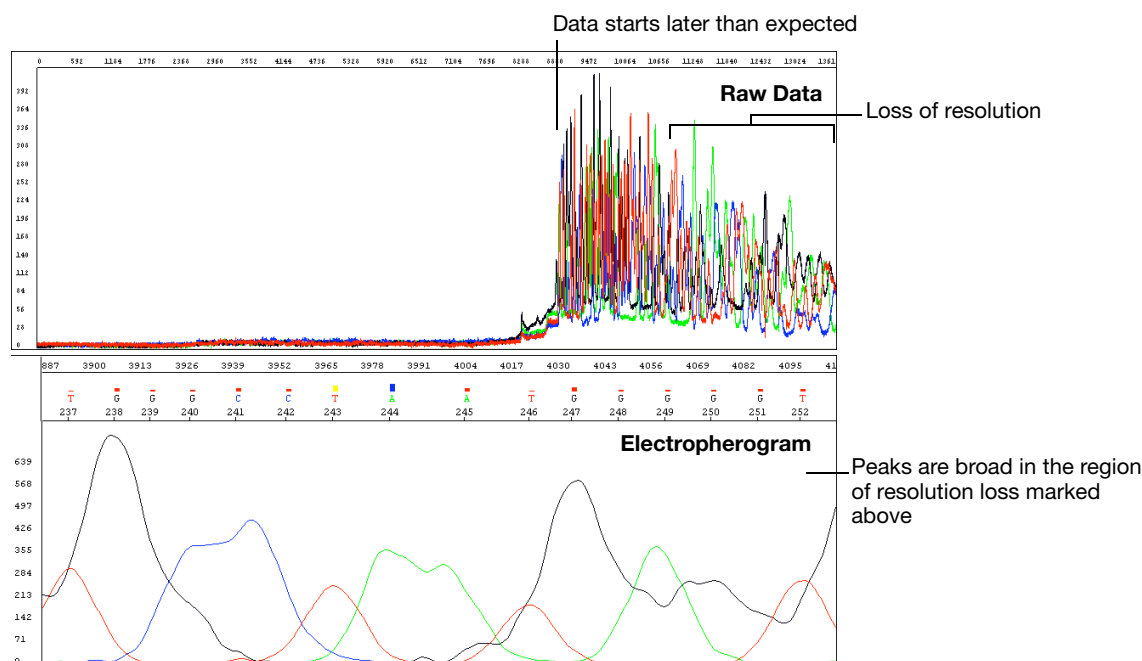 Data starts later than expected
0 592 1184 1776 2368 2960 3552 4144 4736 5328 5920 6512 7104 7696 8288 8880 9472 10064 10656 11248 11840 12432 13024 1361
Raw Data
Loss of resolution
392
364
336
308
280
252
224
196
168
140
112
84
56
28
0
887 3900 3913 3926 3939 3952 3965 3978 3991 4004 4017 4030 4043 4056 4069 4082 4095 41
T G G G C C T A A T G G G G G T
237 238 239 240 241 242 243 244 245 246 247 248 249 250 251 252
Electropherogram
Peaks are broad in the region
of resolution loss marked
above
639
568
497
426
355
284
213
142
71
0